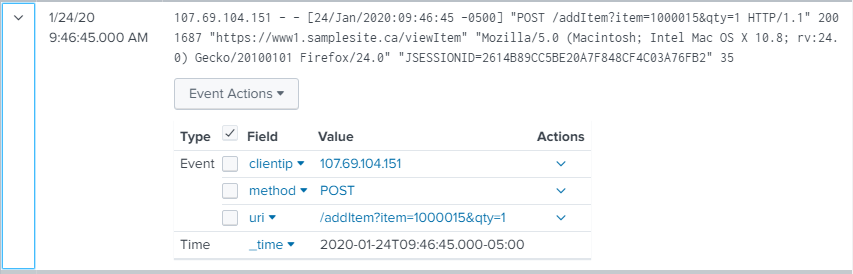 1/24/20
9:46:45.000 AM
107.69.104.151 - - [24/Jan/2020:09:46:45 -0500] "POST /addItem?item=1000015&qty=1 HTTP/1.1" 200
1687 "https://www1.samplesite.ca/viewItem" "Mozilla/5.0 (Macintosh; Intel Mac OS X 10.8; rv:24.
0) Gecko/20100101 Firefox/24.0" "JSESSIONID=2614B89CC5BE20A7F848CF4C03A76FB2" 35
Event Actions
Type Field Value Actions
Event clientip 107.69.104.151
method POST
uri /addItem?item=1000015&qty=1
Time _time 2020-01-24T09:46:45.000-05:00